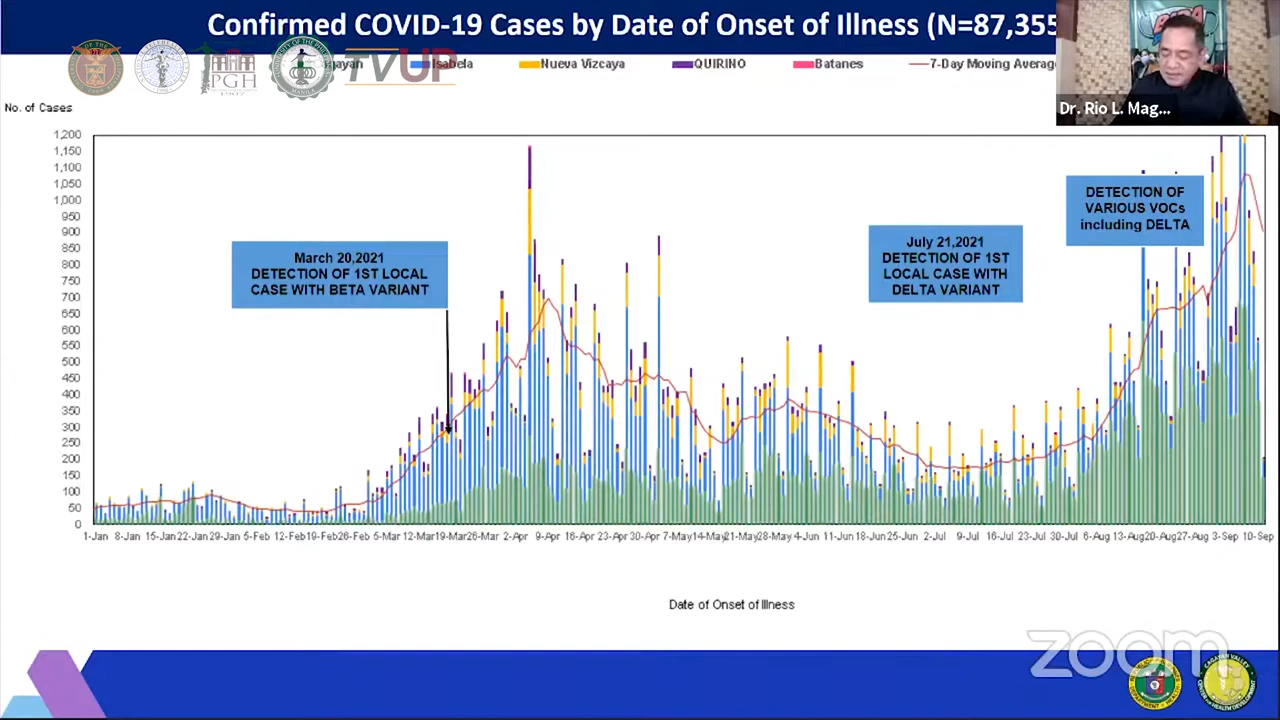 Confirmed COVID-19 Cases by Date of Onset of Illness (N=87,355
Isabela
Nueva Vizcaya
QUIRINO
Batanes
7-Day Moving Average
PGH
1907
TVUP
Dr. Rio L. Mag...
No. of Cases
1,200
1,150
1,100
1,050
1,000
950
900
850
800
750
700
650
600
550
500
450
400
350
300
250
200
150
100
50
0
March 20,2021
DETECTION OF 1ST LOCAL
CASE WITH BETA VARIANT
July 21,2021
DETECTION OF 1ST
LOCAL CASE WITH
DELTA VARIANT
DETECTION OF
VARIOUS VOCs
including DELTA
1-Jan 8-Jan 15-Jan 22-Jan 29-Jan 5-Feb 12-Feb 19-Feb 26-Feb 5-Mar 12-Mar 19-Mar 26-Mar 2-Apr 9-Apr 16-Apr 23-Apr 30-Apr 7-May 14-May 21-May 28-May 4-Jun 11-Jun 18-Jun 25-Jun 2-Jul 9-Jul 16-Jul 23-Jul 30-Jul 6-Aug 13-Aug 20-Aug 27-Aug 3-Sep 10-Sep
Date of Onset of Illness
zoom